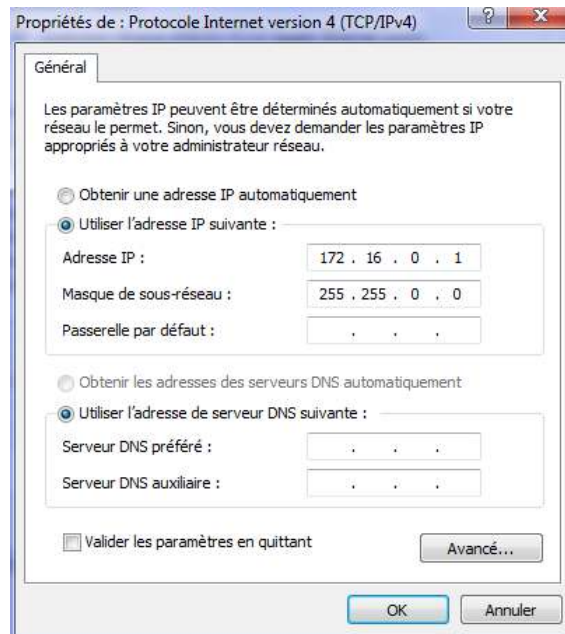 Propriétés de : Protocole Internet version 4 (TCP/IPv4)
Général
Les paramètres IP peuvent être déterminés automatiquement si votre
réseau le permet. Sinon, vous devez demander les paramètres IP
appropriés à votre administrateur réseau.
Obtenir une adresse IP automatiquement
Utiliser l'adresse IP suivante :
Adresse IP : 172 . 16 . 0 . 1
Masque de sous-réseau : 255 . 255 . 0 . 0
Passerelle par défaut : . . .
Obtenir les adresses des serveurs DNS automatiquement
Utiliser l'adresse de serveur DNS suivante :
Serveur DNS préféré : . . .
Serveur DNS auxiliaire : . . .
Valider les paramètres en quittant
Avancé...
OK Annuler